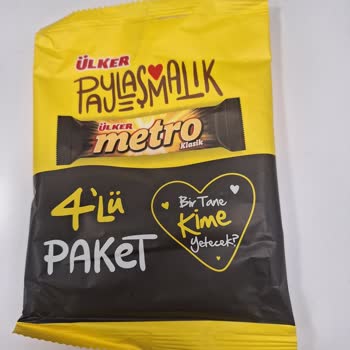 ÜLKER
PAYLAŞMALIK
ÜLKER
metro
Klasik
4'LÜ
PAKET
Bir Tane
Kime
Yetecek?